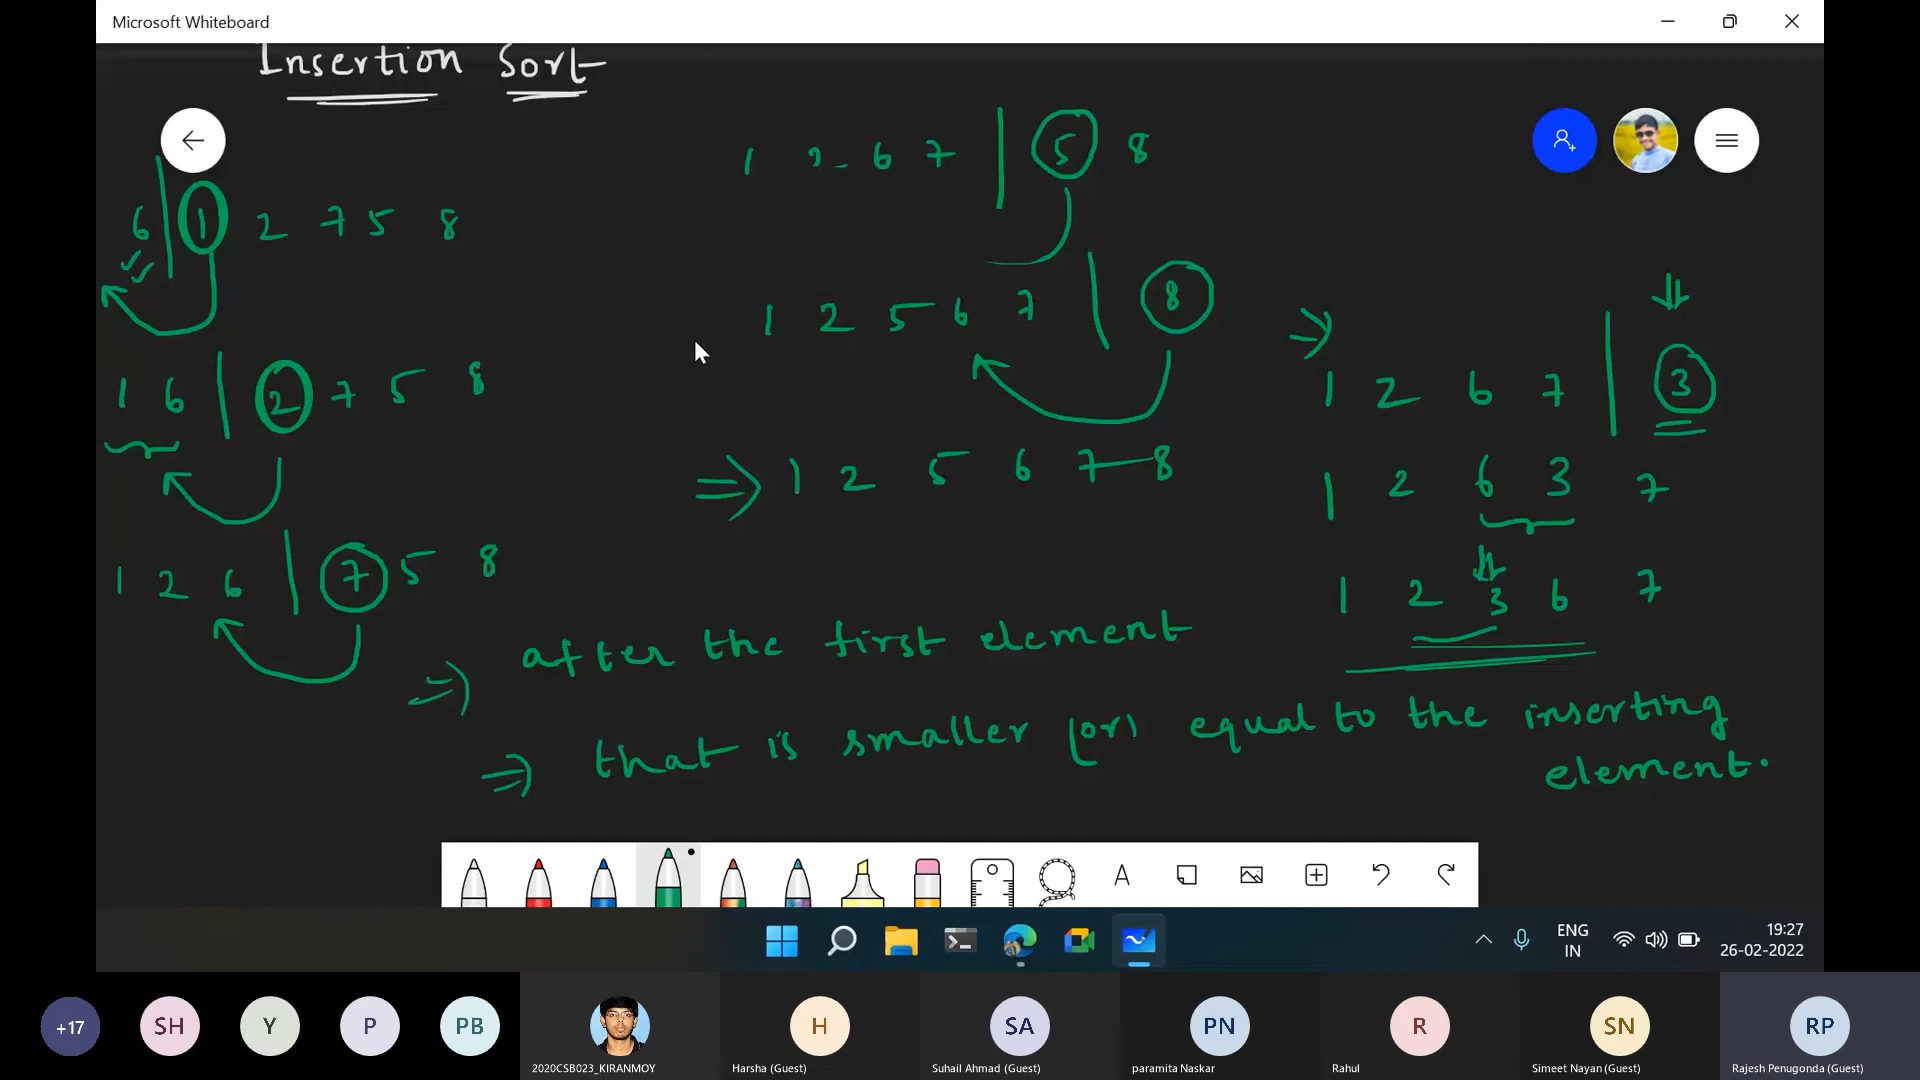 Microsoft Whiteboard
Insertion Sort
6 | 1 2 7 5 8
1 6 | 2 7 5 8
1 2 6 | 7 5 8
1 2 6 7 | 5 8
1 2 5 6 7 | 8
⇒ 1 2 5 6 7 8
⇒
1 2 6 7 | 3
1 2 6 3 7
1 2 3 6 7
⇒ after the first element
⇒ that is smaller (or) equal to the inserting
element.
A
ENG
IN
19:27
26-02-2022
+17
SH
Y
P
PB
2020CSB023_KIRANMOY
H
Harsha (Guest)
SA
Suhail Ahmad (Guest)
PN
paramita Naskar
R
Rahul
SN
Simeet Nayan (Guest)
RP
Rajesh Penugonda (Guest)